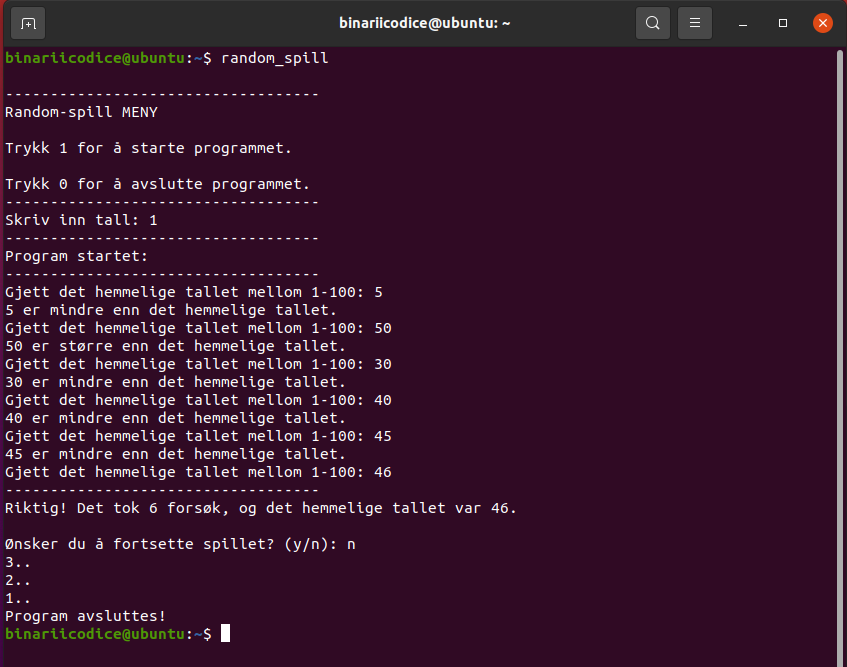 binariicodice@ubuntu: ~
binariicodice@ubuntu:~$ random_spill
-----------------------------------
Random-spill MENY
Trykk 1 for å starte programmet.
Trykk 0 for å avslutte programmet.
-----------------------------------
Skriv inn tall: 1
-----------------------------------
Program startet:
-----------------------------------
Gjett det hemmelige tallet mellom 1-100: 5
5 er mindre enn det hemmelige tallet.
Gjett det hemmelige tallet mellom 1-100: 50
50 er større enn det hemmelige tallet.
Gjett det hemmelige tallet mellom 1-100: 30
30 er mindre enn det hemmelige tallet.
Gjett det hemmelige tallet mellom 1-100: 40
40 er mindre enn det hemmelige tallet.
Gjett det hemmelige tallet mellom 1-100: 45
45 er mindre enn det hemmelige tallet.
Gjett det hemmelige tallet mellom 1-100: 46
-----------------------------------
Riktig! Det tok 6 forsøk, og det hemmelige tallet var 46.
Ønsker du å fortsette spillet? (y/n): n
3..
2..
1..
Program avsluttes!
binariicodice@ubuntu:~$